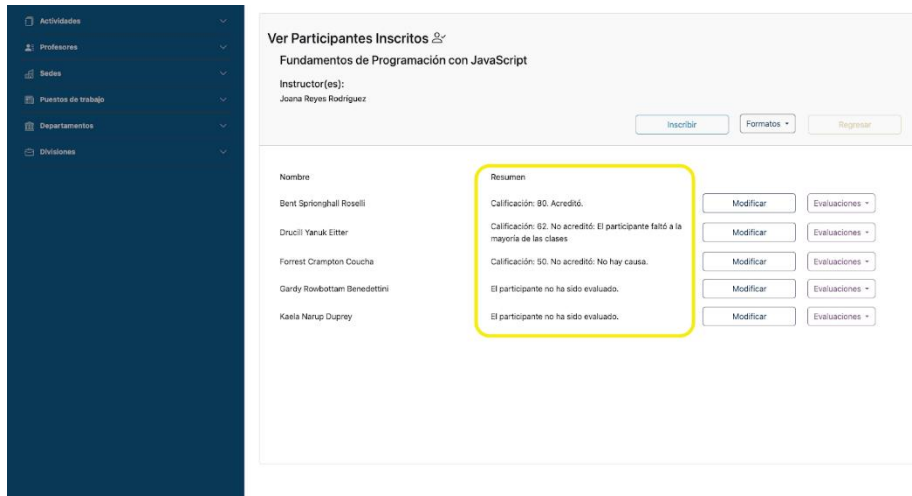 Actividades
Profesores
Sedes
Puestos de trabajo
Departamentos
Divisiones
Ver Participantes Inscritos
Fundamentos de Programación con JavaScript
Instructor(es):
Joana Reyes Rodríguez
Inscribir Formatos Regresar
Nombre Resumen
Bent Sprionghall Roselli Calificación: 80. Acreditó. Modificar Evaluaciones
Drucill Yanuk Eitter Calificación: 62. No acreditó: El participante faltó a la mayoría de las clases Modificar Evaluaciones
Forrest Crampton Coucha Calificación: 50. No acreditó: No hay causa. Modificar Evaluaciones
Gardy Rowbottam Benedettini El participante no ha sido evaluado. Modificar Evaluaciones
Kaela Narup Duprey El participante no ha sido evaluado. Modificar Evaluaciones